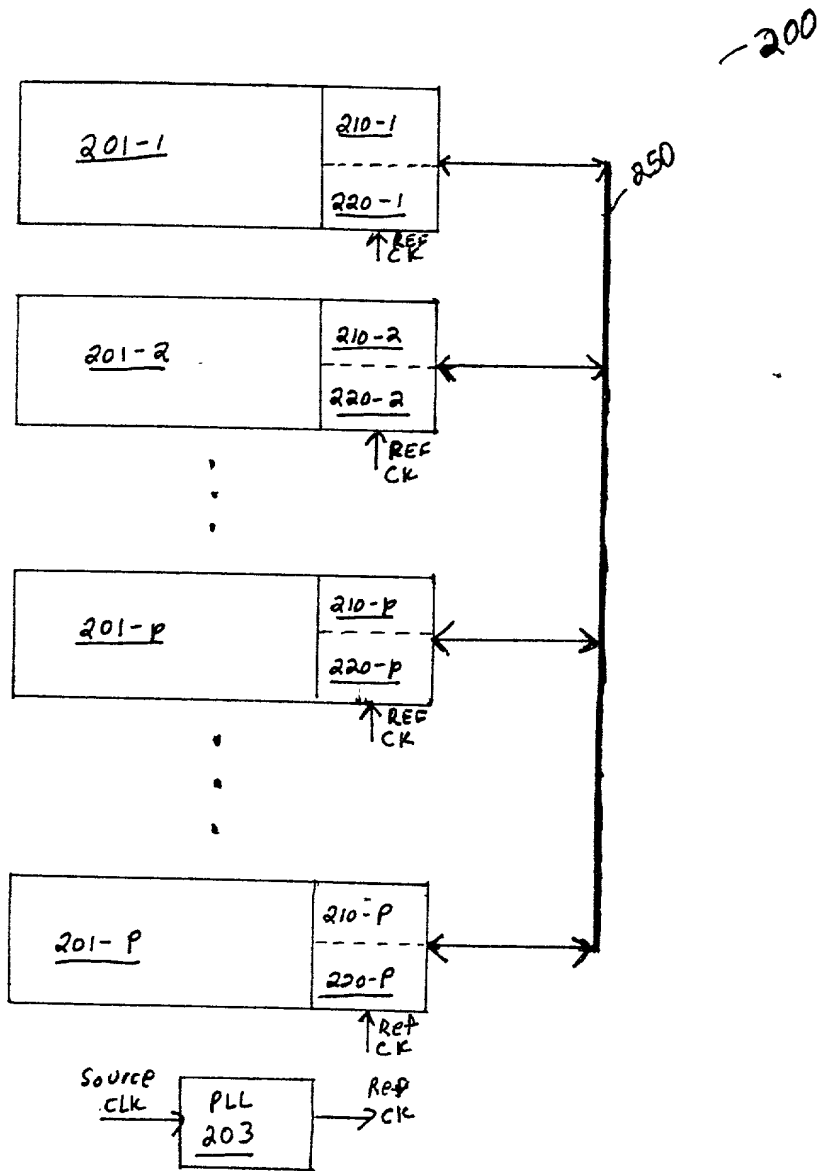 200
250
201-1
210-1
220-1
REF
CK
201-2
210-2
220-2
REF
CK
201-p
210-p
220-p
REF
CK
201-P
210-P
220-P
Ref
CK
Source
CLK
PLL
203
Ref
CK